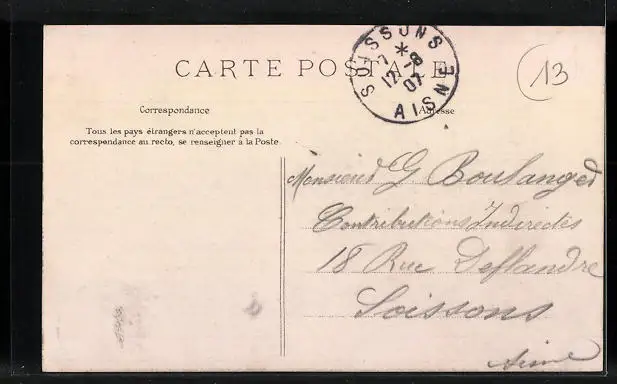 CARTE POSTALE
SOISSONS
7 *
12 -8
07
AISNE
(13)
Correspondance
Adresse
Tous les pays étrangers n'acceptent pas la
correspondance au recto, se renseigner à la Poste
Monsieur G Boulanger
Contributions Indirectes
18 Rue Deflandre
Soissons
Aisne